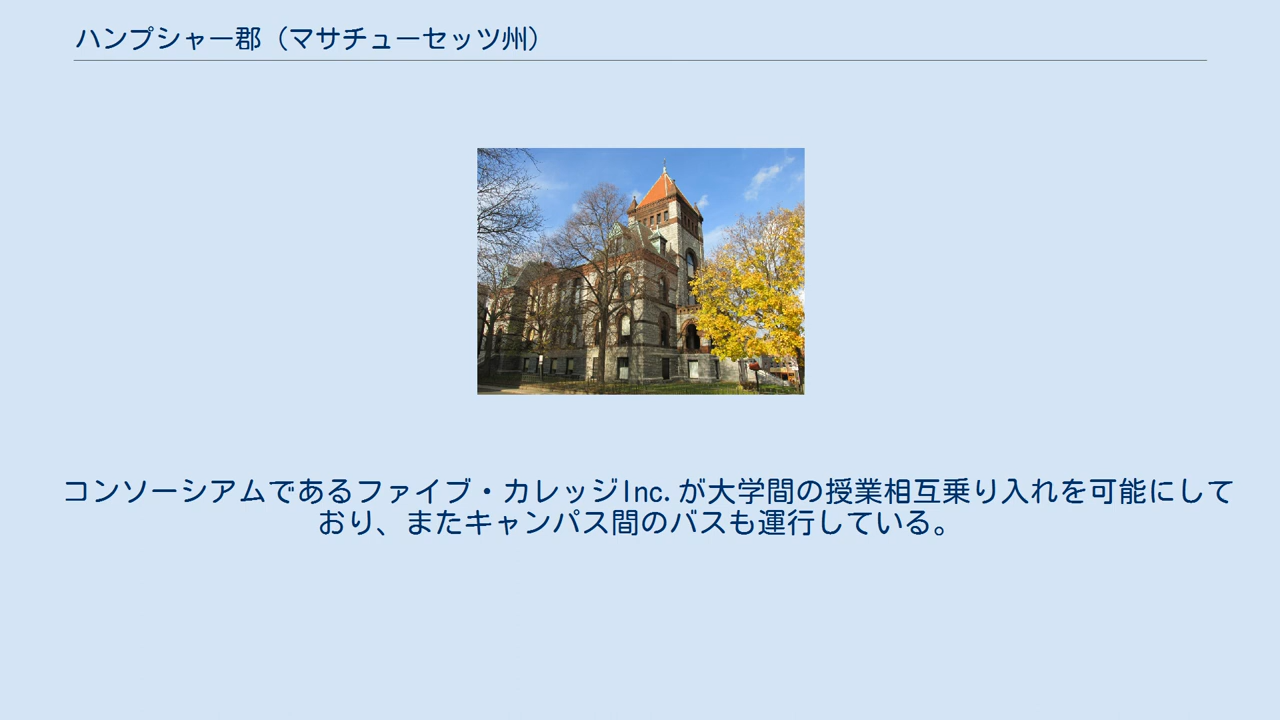 ハンプシャー郡（マサチューセッツ州）
コンソーシアムであるファイブ・カレッジInc.が大学間の授業相互乗り入れを可能にして
おり、またキャンパス間のバスも運行している。